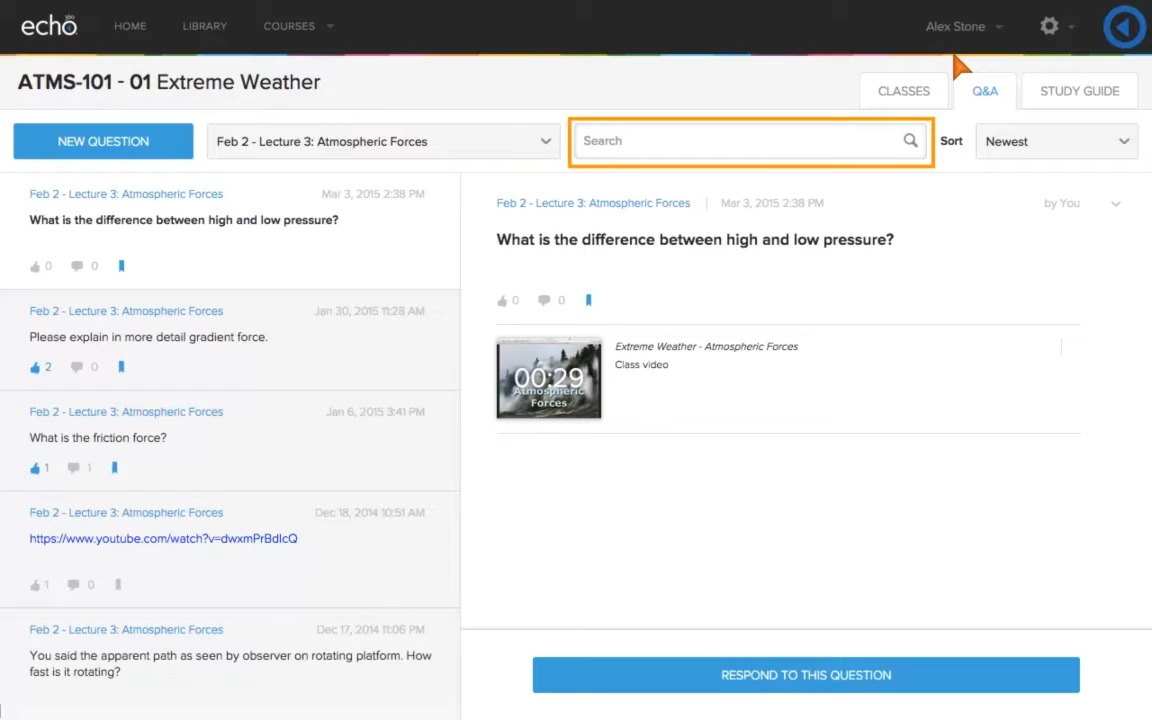 echo 360
HOME
LIBRARY
COURSES
Alex Stone
ATMS-101 - 01 Extreme Weather
CLASSES
Q&A
STUDY GUIDE
NEW QUESTION
Feb 2 - Lecture 3: Atmospheric Forces
Search
Sort
Newest
Feb 2 - Lecture 3: Atmospheric Forces
Mar 3, 2015 2:38 PM
What is the difference between high and low pressure?
0
0
Feb 2 - Lecture 3: Atmospheric Forces
Jan 30, 2015 11:28 AM
Please explain in more detail gradient force.
2
0
Feb 2 - Lecture 3: Atmospheric Forces
Jan 6, 2015 3:41 PM
What is the friction force?
1
1
Feb 2 - Lecture 3: Atmospheric Forces
Dec 18, 2014 10:51 AM
https://www.youtube.com/watch?v=dwxmPrBdIcQ
1
0
Feb 2 - Lecture 3: Atmospheric Forces
Dec 17, 2014 11:06 PM
You said the apparent path as seen by observer on rotating platform. How
fast is it rotating?
Feb 2 - Lecture 3: Atmospheric Forces
Mar 3, 2015 2:38 PM
by You
What is the difference between high and low pressure?
0
0
00:29
Atmospheric
Forces
Extreme Weather - Atmospheric Forces
Class video
RESPOND TO THIS QUESTION